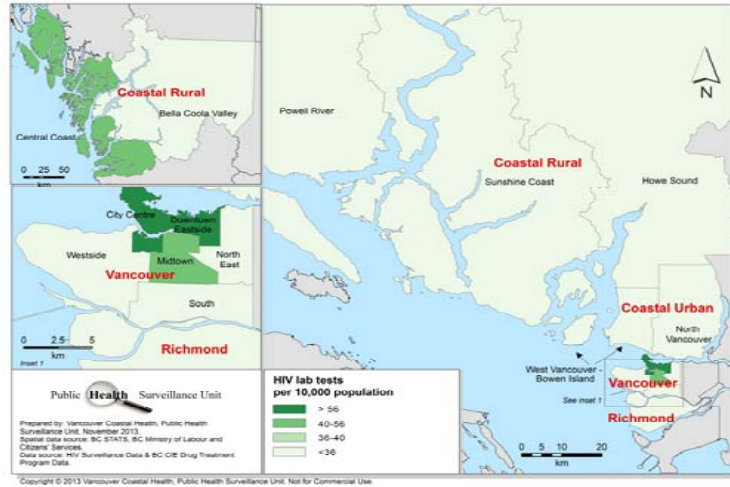 Coastal Rural
Bella Coola Valley
Central Coast
0 25 50
km
City Centre
Downtown
Eastside
Westside
Midtown
North
East
Vancouver
South
0 2.5 5
km
Richmond
Inset 1
Powell River
Coastal Rural
Sunshine Coast
Howe Sound
N
Coastal Urban
North
Vancouver
West Vancouver -
Bowen Island
Vancouver
See inset 1
Richmond
0 5 10 20
km
Public Health Surveillance Unit
Prepared by: Vancouver Coastal Health, Public Health
Surveillance Unit, November 2013.
Spatial data source: BC STATS, BC Ministry of Labour and
Citizens' Services.
Data source: HIV Surveillance Data & BC CfE Drug Treatment
Program Data.
HIV lab tests
per 10,000 population
> 56
40-56
36-40
<36
Copyright © 2013 Vancouver Coastal Health, Public Health Surveillance Unit. Not for Commercial Use.